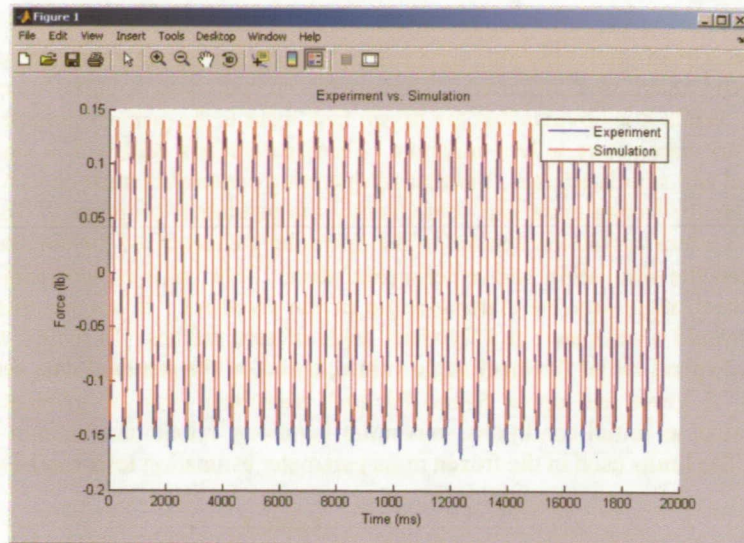 Figure 1
File Edit View Insert Tools Desktop Window Help
Experiment vs. Simulation
Experiment
Simulation
0.15
0.1
0.05
0
-0.05
-0.1
-0.15
-0.2
Force (lb)
0 2000 4000 6000 8000 10000 12000 14000 16000 18000 20000
Time (ms)